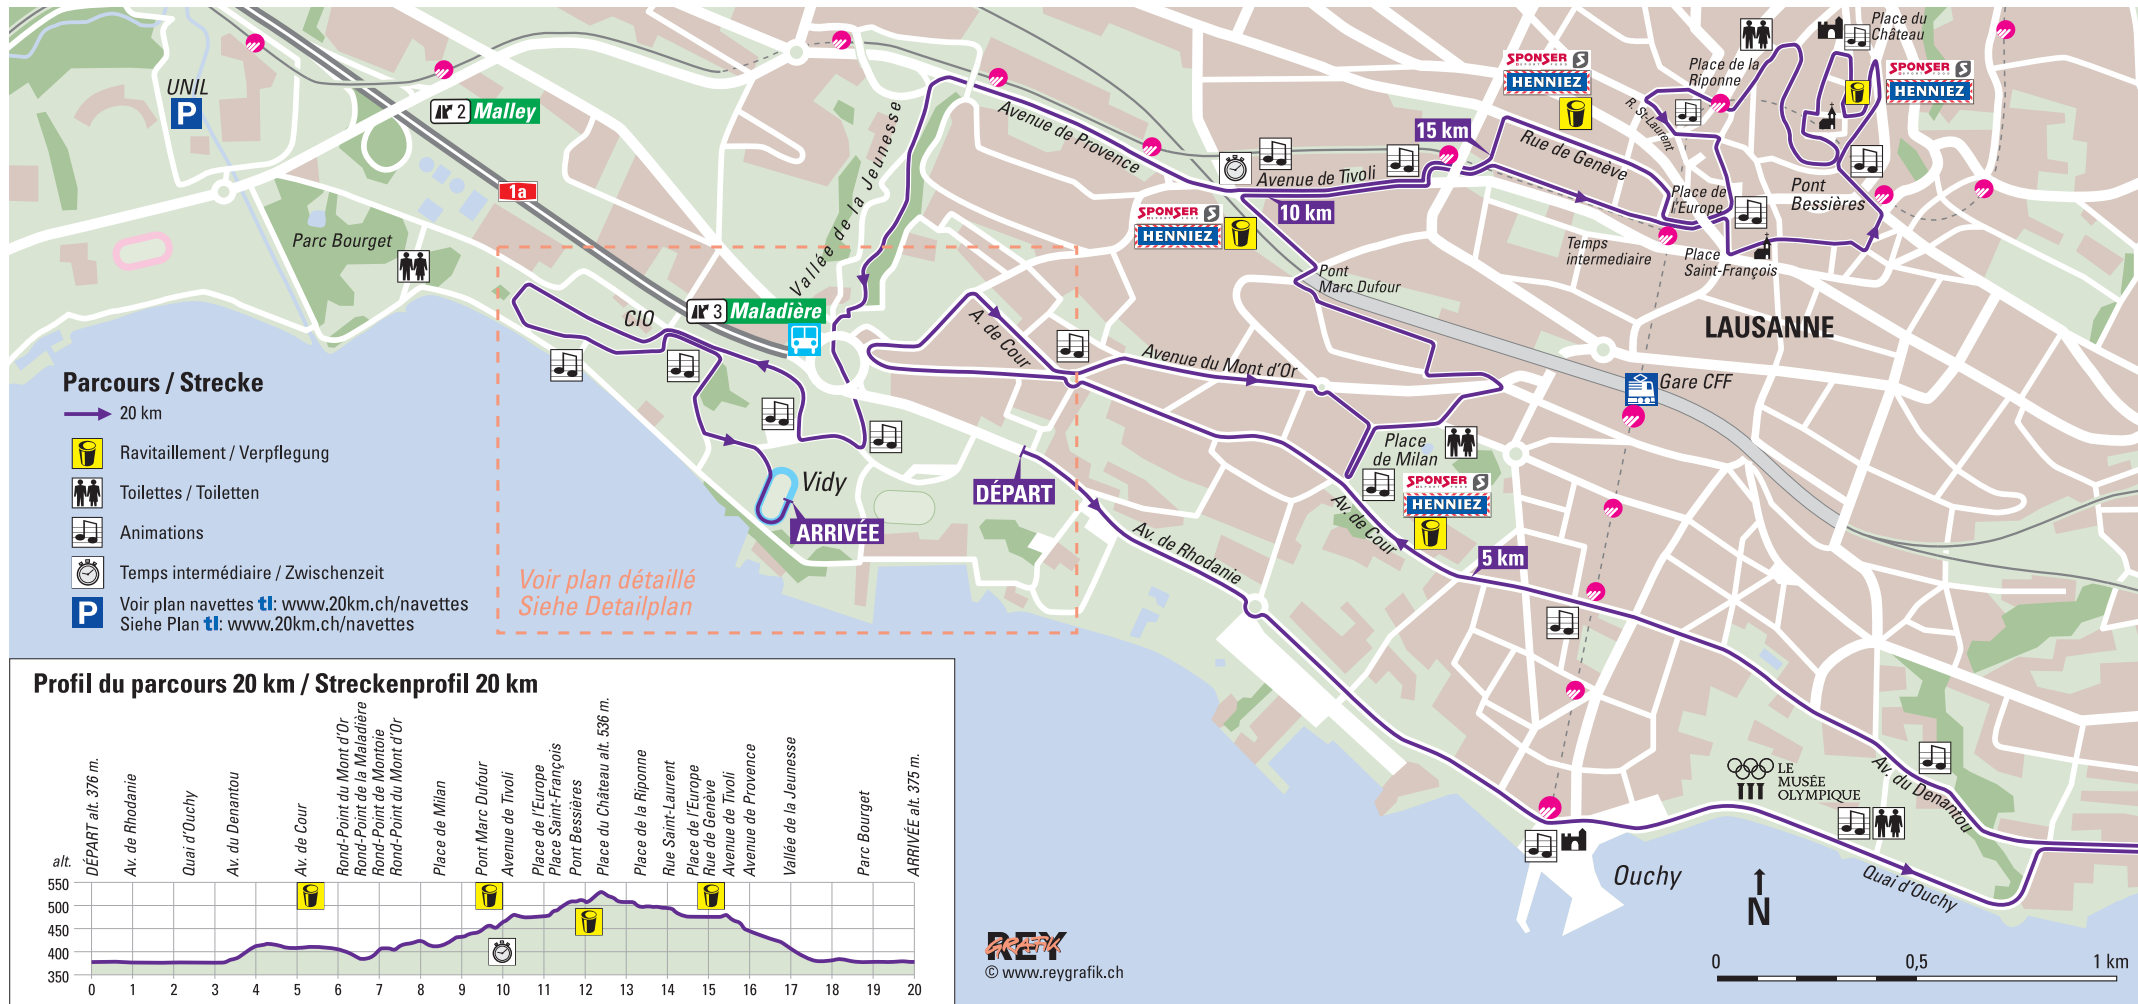 UNIL
P
2 Malley
1a
Parc Bourget
Vallée de la Jeunesse
Avenue de Provence
Avenue de Tivoli
10 km
SPONSER S
HENNIEZ
15 km
SPONSER S
HENNIEZ
Rue de Genève
Place de la
Riponne
R. St-Laurent
Place du
Château
SPONSER S
HENNIEZ
Place de
l'Europe
Pont
Bessières
Temps
intermediaire
Place
Saint-François
Pont
Marc Dufour
LAUSANNE
CIO
3 Maladière
A. de Cour
Avenue du Mont d'Or
Gare CFF
Place
de Milan
SPONSER S
HENNIEZ
Vidy
DÉPART
ARRIVÉE
Av. de Cour
Av. de Rhodanie
5 km
Voir plan détaillé
Siehe Detailplan
Parcours / Strecke
20 km
Ravitaillement / Verpflegung
Toilettes / Toiletten
Animations
Temps intermédiaire / Zwischenzeit
P
Voir plan navettes tl: www.20km.ch/navettes
Siehe Plan tl: www.20km.ch/navettes
LE
MUSÉE
OLYMPIQUE
Av. du Denantou
Quai d'Ouchy
Ouchy
N
0 0,5 1 km
REY
GRAFIK
© www.reygrafik.ch
Profil du parcours 20 km / Streckenprofil 20 km
DÉPART alt. 376 m.
Av. de Rhodanie
Quai d'Ouchy
Av. du Denantou
Av. de Cour
Rond-Point du Mont d'Or
Rond-Point de la Maladière
Rond-Point de Montoie
Rond-Point du Mont d'Or
Place de Milan
Pont Marc Dufour
Avenue de Tivoli
Place de l'Europe
Place Saint-François
Pont Bessières
Place du Château alt. 536 m.
Place de la Riponne
Rue Saint-Laurent
Place de l'Europe
Rue de Genève
Avenue de Tivoli
Avenue de Provence
Vallée de la Jeunesse
Parc Bourget
ARRIVÉE alt. 375 m.
alt.
550
500
450
400
350
0 1 2 3 4 5 6 7 8 9 10 11 12 13 14 15 16 17 18 19 20